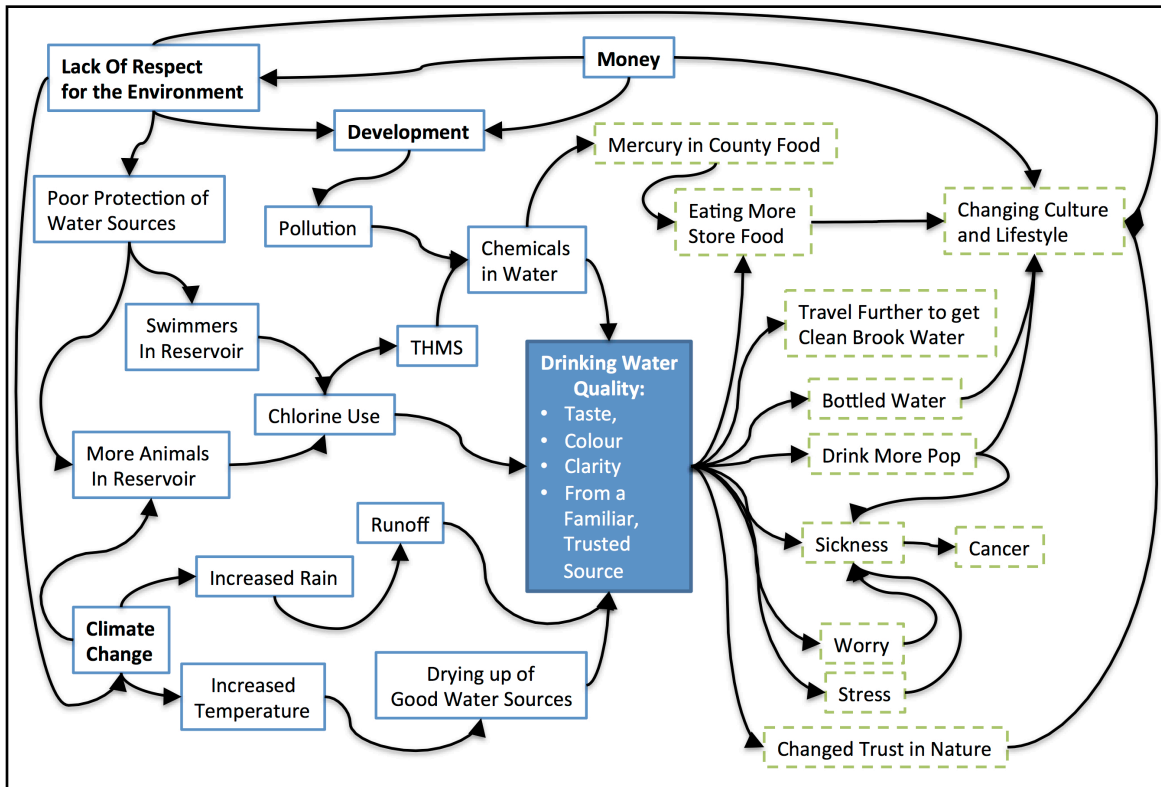 Lack Of Respect
for the Environment
Money
Development
Mercury in County Food
Poor Protection of
Water Sources
Pollution
Chemicals
in Water
Eating More
Store Food
Changing Culture
and Lifestyle
Swimmers
In Reservoir
THMS
Travel Further to get
Clean Brook Water
Drinking Water
Quality:
• Taste,
• Colour
• Clarity
• From a
Familiar,
Trusted
Source
Chlorine Use
Bottled Water
More Animals
In Reservoir
Drink More Pop
Runoff
Sickness
Cancer
Increased Rain
Climate
Change
Worry
Drying up of
Good Water Sources
Increased
Temperature
Stress
Changed Trust in Nature